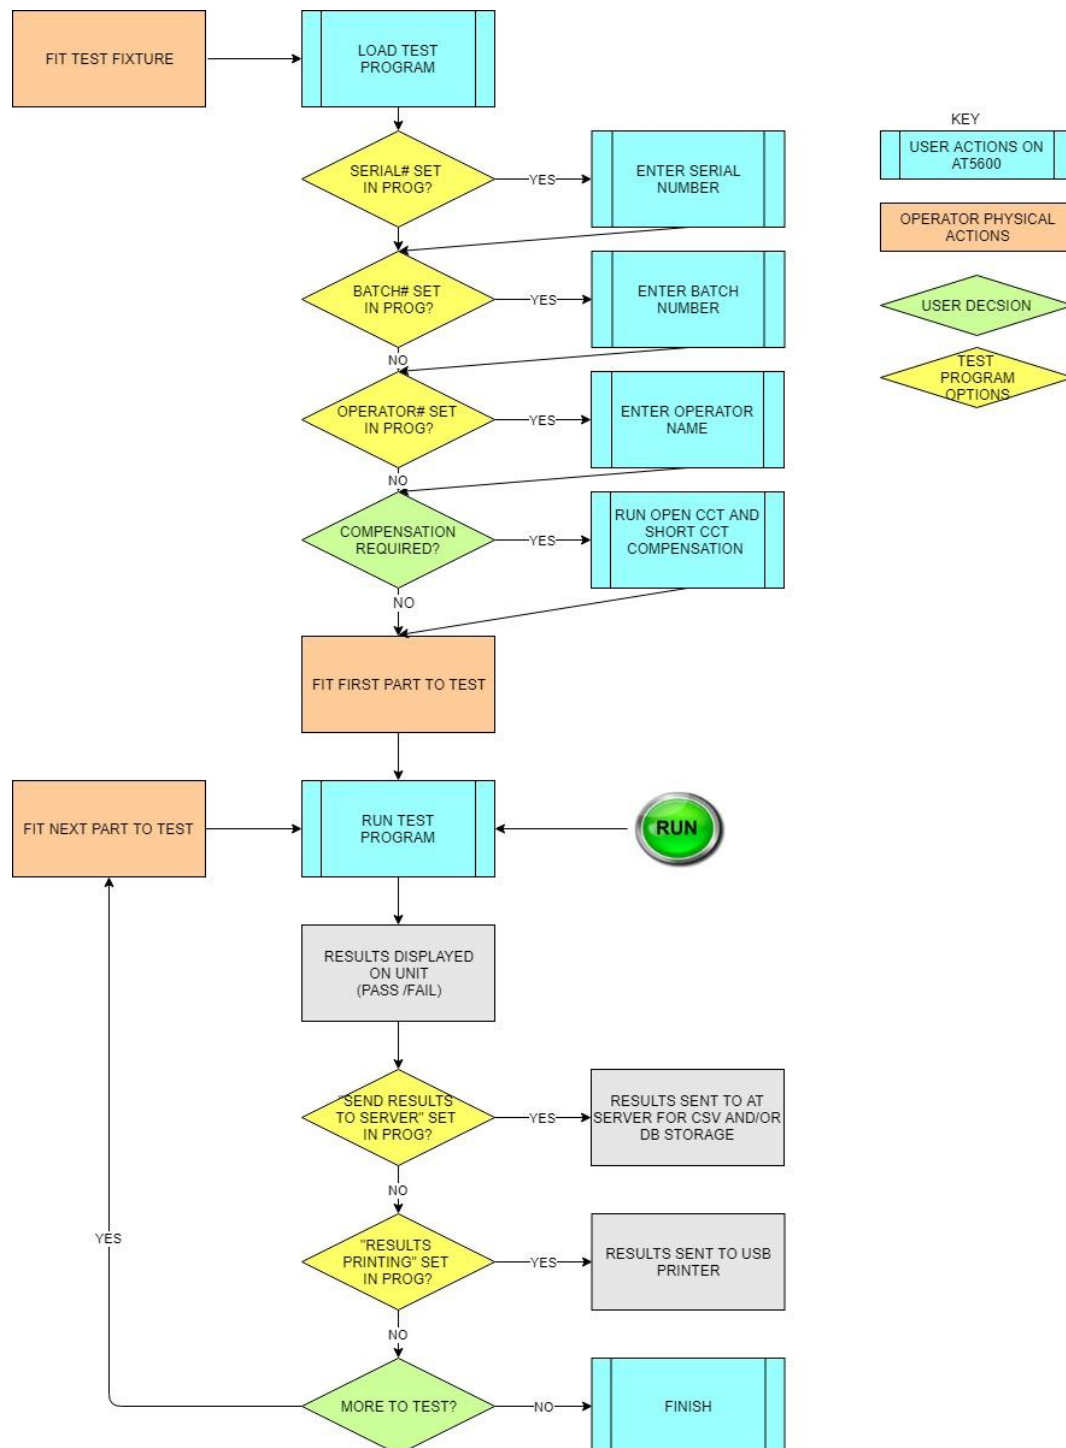 FIT TEST FIXTURE
LOAD TEST
PROGRAM
KEY
USER ACTIONS ON
AT5600
SERIAL# SET
IN PROG?
YES
ENTER SERIAL
NUMBER
OPERATOR PHYSICAL
ACTIONS
BATCH# SET
IN PROG?
YES
ENTER BATCH
NUMBER
USER DECSION
NO
TEST
PROGRAM
OPTIONS
OPERATOR# SET
IN PROG?
YES
ENTER OPERATOR
NAME
NO
COMPENSATION
REQUIRED?
YES
RUN OPEN CCT AND
SHORT CCT
COMPENSATION
NO
FIT FIRST PART TO TEST
FIT NEXT PART TO TEST
RUN TEST
PROGRAM
RUN
RESULTS DISPLAYED
ON UNIT
(PASS /FAIL)
"SEND RESULTS
TO SERVER" SET
IN PROG?
YES
RESULTS SENT TO AT
SERVER FOR CSV AND/OR
DB STORAGE
NO
YES
"RESULTS
PRINTING" SET
IN PROG?
YES
RESULTS SENT TO USB
PRINTER
NO
MORE TO TEST?
NO
FINISH